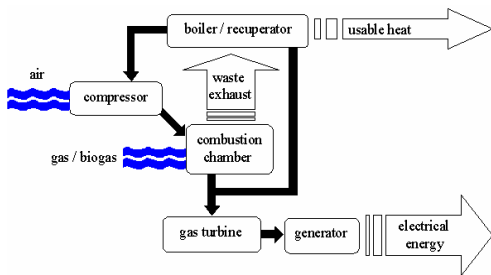 boiler / recuperator
usable heat
air
waste
exhaust
compressor
combustion
chamber
gas / biogas
gas turbine
generator
electrical
energy